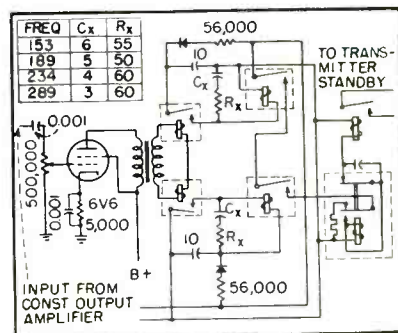 FREQ Cx Rx
153 6 55
189 5 50
234 4 60
289 3 60
56,000
10
Cx
Rx
TO TRANS-
MITTER
STANDBY
0.001
500,000
0.001
6V6
5,000
B+
Cx
Rx
10
56,000
INPUT FROM
CONST OUTPUT
AMPLIFIER